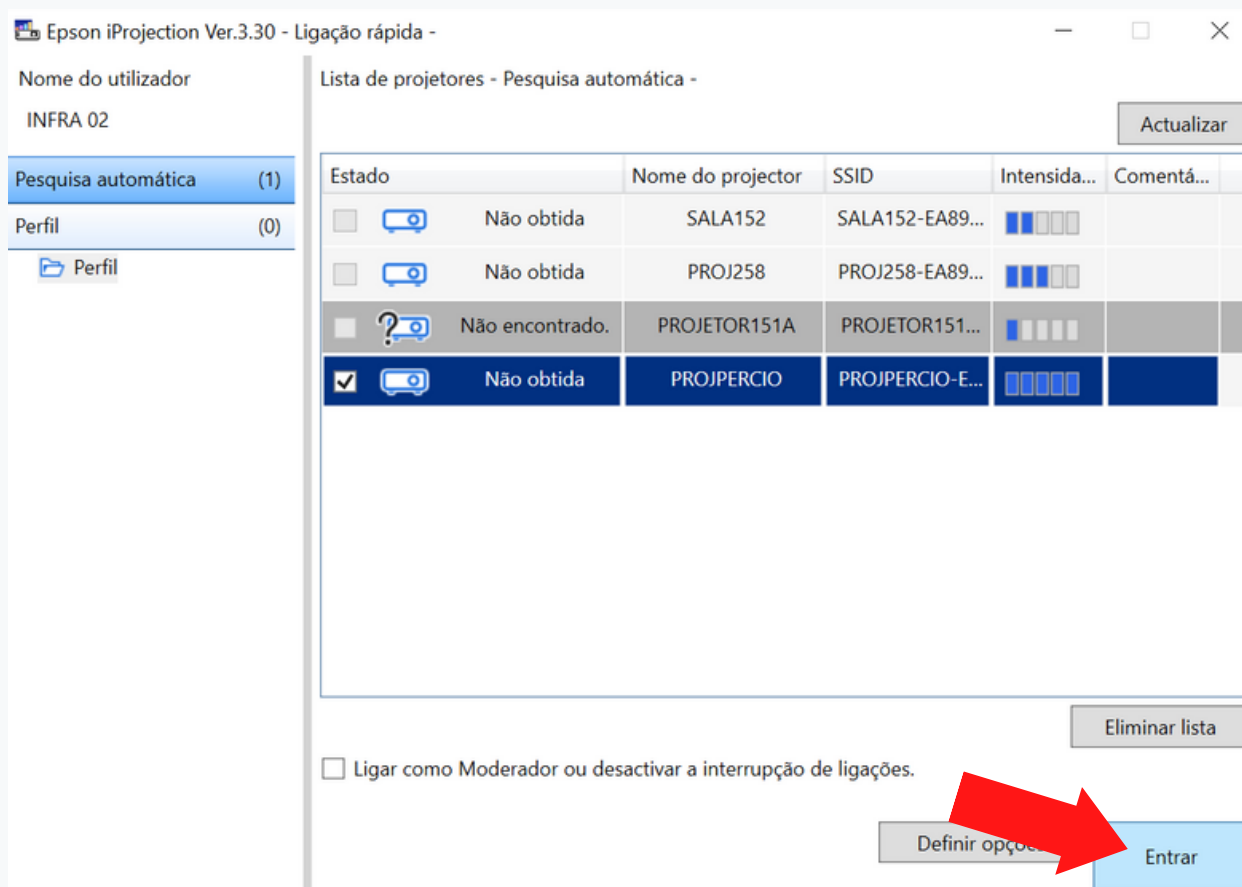 Epson iProjection Ver.3.30 - Ligação rápida -
Nome do utilizador
INFRA 02
Pesquisa automática (1)
Perfil (0)
Perfil
Lista de projetores - Pesquisa automática -
Actualizar
Estado Nome do projector SSID Intensida... Comentá...
Não obtida SALA152 SALA152-EA89...
Não obtida PROJ258 PROJ258-EA89...
Não encontrado. PROJETOR151A PROJETOR151...
Não obtida PROJPERCIO PROJPERCIO-E...
Eliminar lista
Ligar como Moderador ou desactivar a interrupção de ligações.
Definir
Entrar